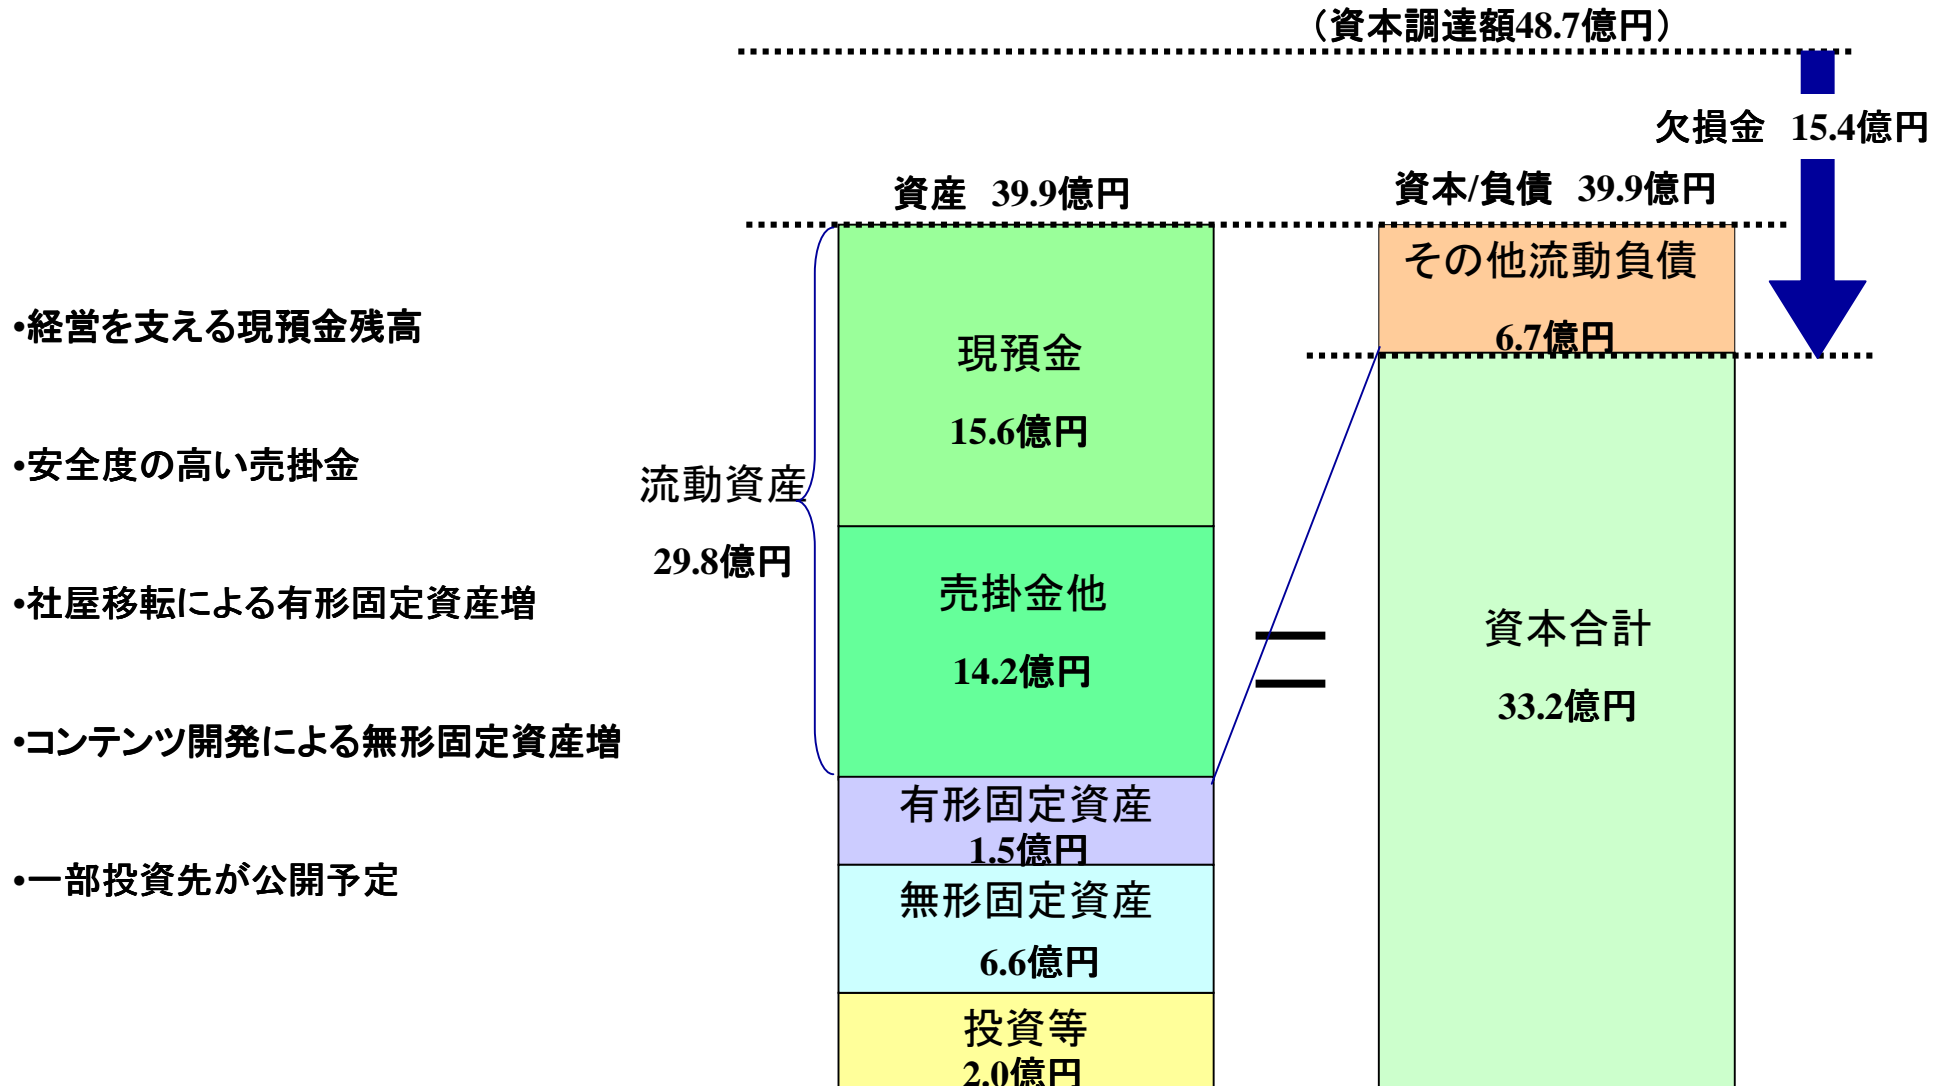 （資本調達額48.7億円）
欠損金　15.4億円
資産　39.9億円
資本/負債　39.9億円
•経営を支える現預金残高
•安全度の高い売掛金
•社屋移転による有形固定資産増
•コンテンツ開発による無形固定資産増
•一部投資先が公開予定
流動資産
29.8億円
現預金
15.6億円
売掛金他
14.2億円
有形固定資産
1.5億円
無形固定資産
6.6億円
投資等
2.0億円
＝
その他流動負債
6.7億円
資本合計
33.2億円